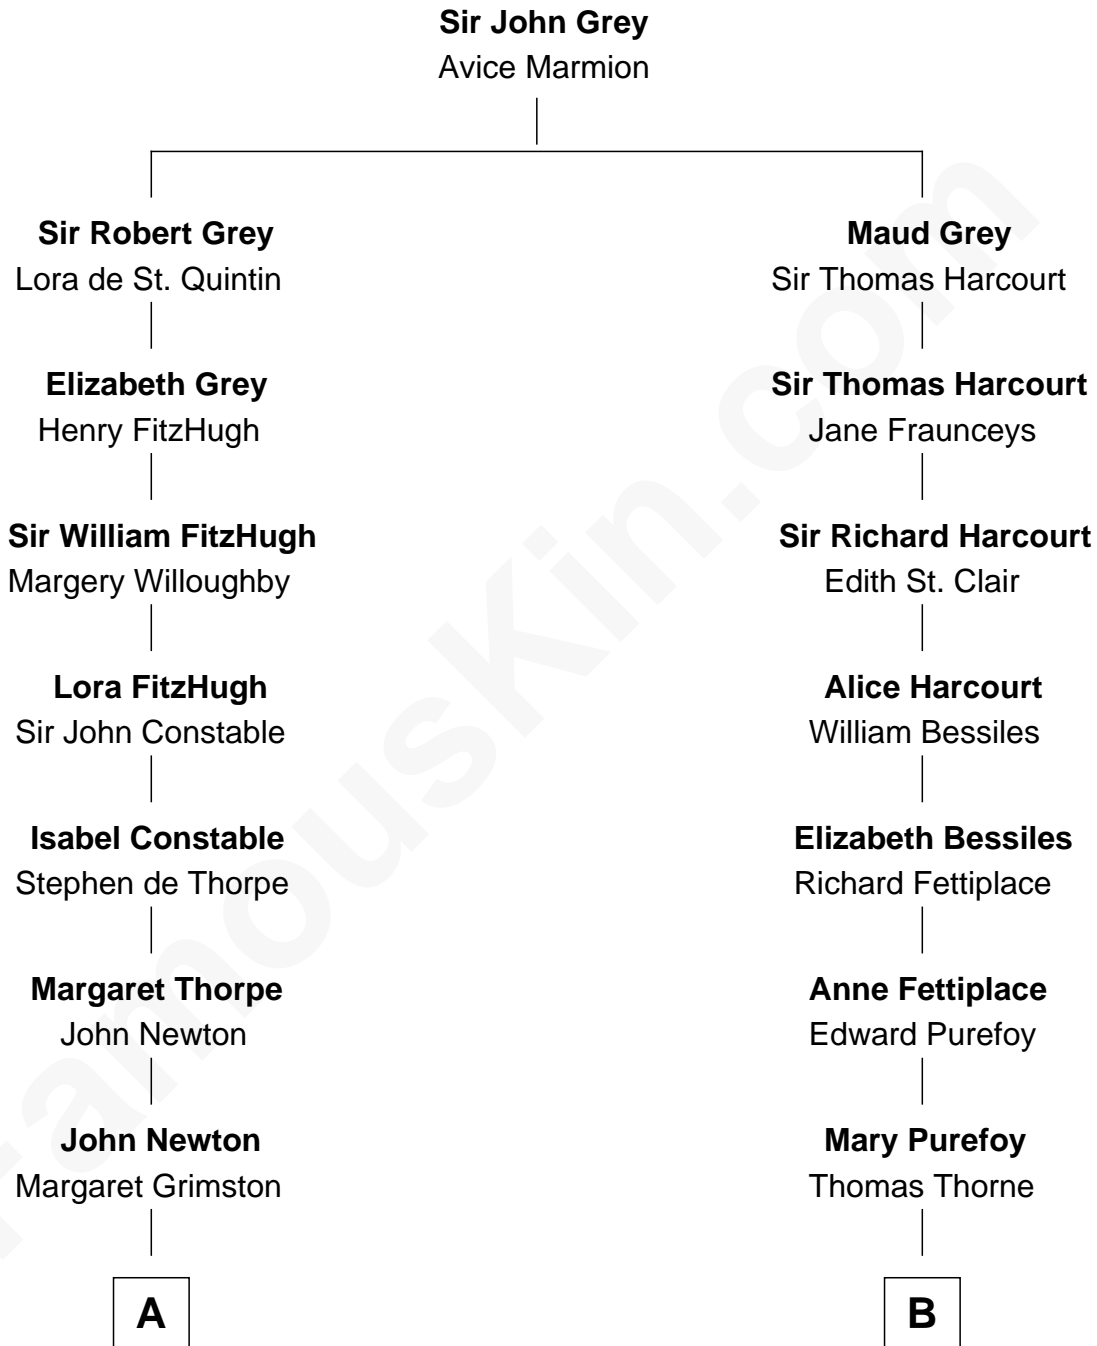 Sir John Grey
Avice Marmion
Sir Robert Grey
Lora de St. Quintin
Maud Grey
Sir Thomas Harcourt
Elizabeth Grey
Henry FitzHugh
Sir Thomas Harcourt
Jane Fraunceys
Sir William FitzHugh
Margery Willoughby
Sir Richard Harcourt
Edith St. Clair
Lora FitzHugh
Sir John Constable
Alice Harcourt
William Bessiles
Isabel Constable
Stephen de Thorpe
Elizabeth Bessiles
Richard Fettiplace
Margaret Thorpe
John Newton
Anne Fettiplace
Edward Purefoy
John Newton
Margaret Grimston
Mary Purefoy
Thomas Thorne
A
B
FamousKin.com